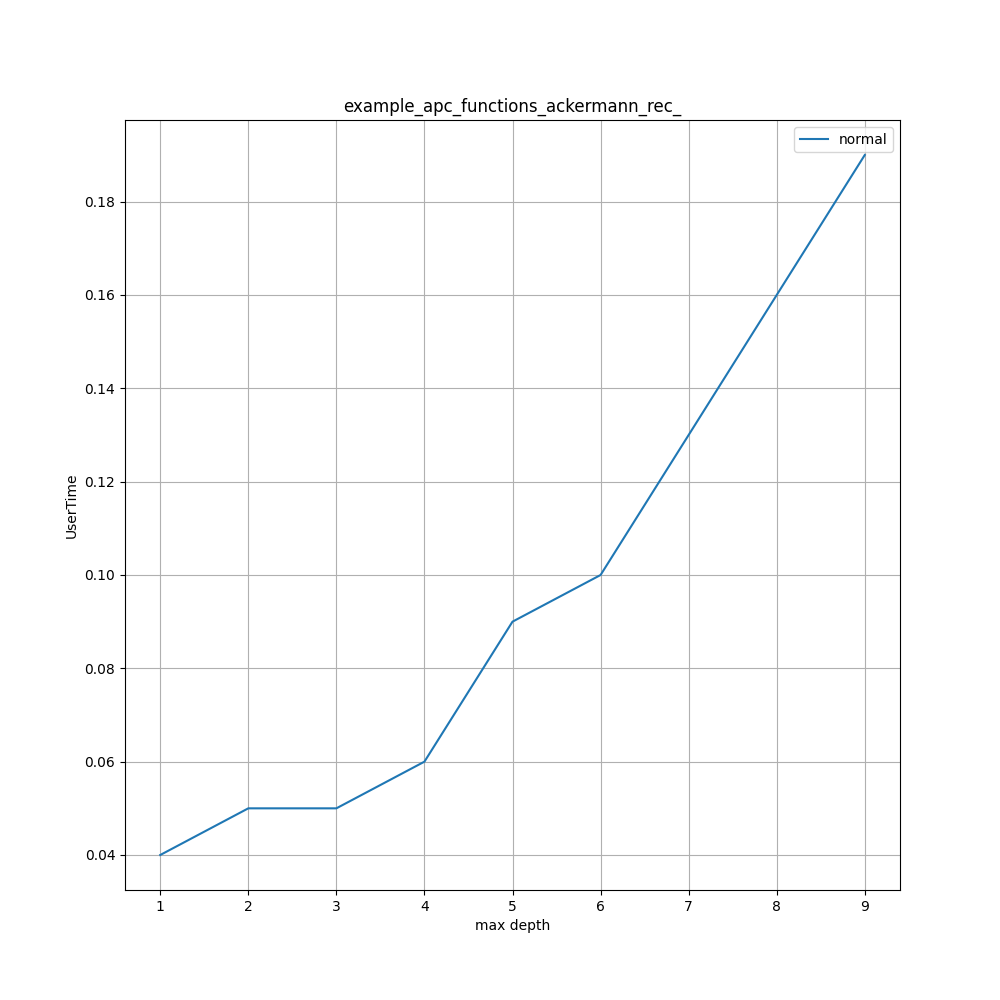 example_apc_functions_ackermann_rec_
normal
0.18
0.16
0.14
0.12
0.10
0.08
0.06
0.04
UserTime
1 2 3 4 5 6 7 8 9
max depth